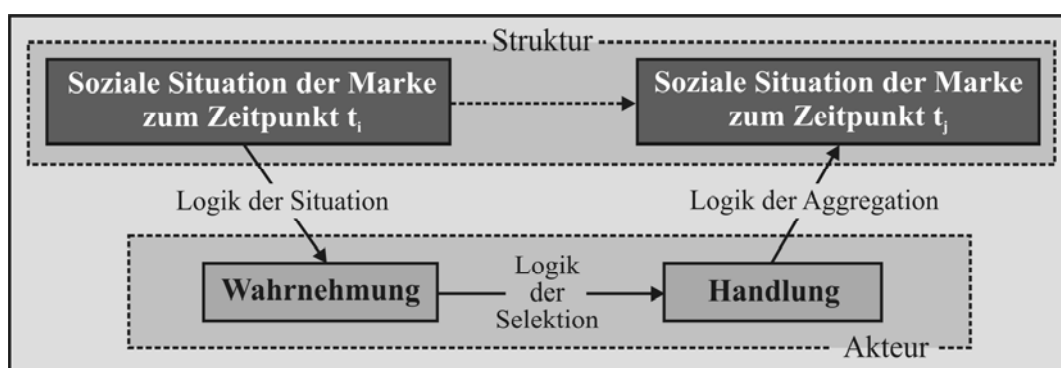 Struktur
Soziale Situation der Marke
zum Zeitpunkt tᵢ
Soziale Situation der Marke
zum Zeitpunkt tⱼ
Logik der Situation
Logik der Aggregation
Wahrnehmung
Logik
der
Selektion
Handlung
Akteur